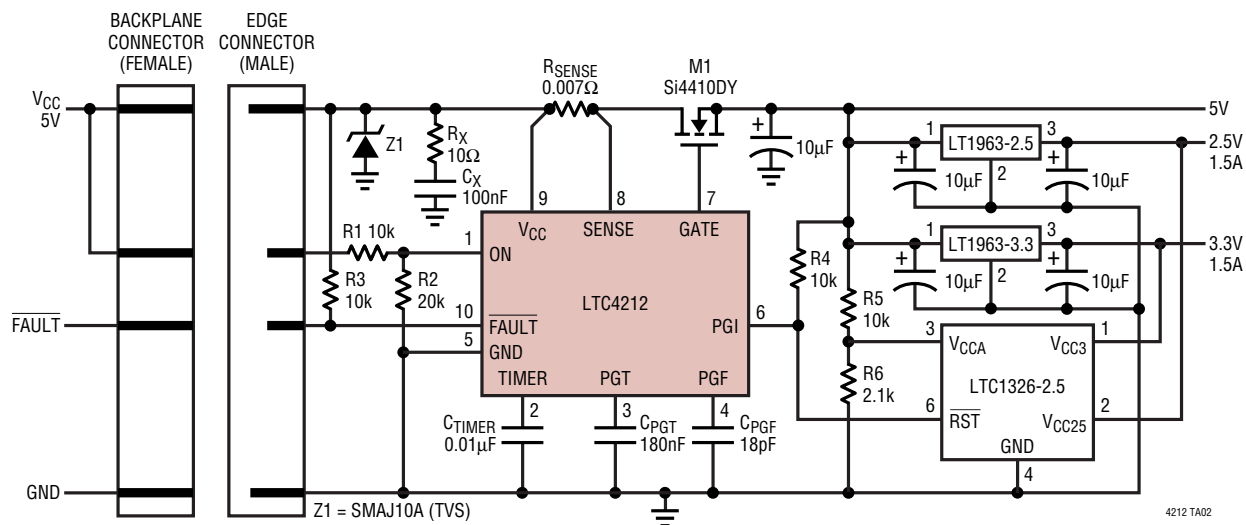 BACKPLANE
CONNECTOR
(FEMALE)
EDGE
CONNECTOR
(MALE)
VCC
5V
FAULT
GND
Z1
RX
10Ω
CX
100nF
RSENSE
0.007Ω
M1
Si4410DY
+
10µF
5V
1
LT1963-2.5
3
2
2.5V
1.5A
+
10µF
+
10µF
1
LT1963-3.3
3
2
3.3V
1.5A
+
10µF
+
10µF
R1 10k
R3
10k
R2
20k
1
10
5
9
8
7
6
VCC
SENSE
GATE
ON
LTC4212
FAULT
PGI
GND
TIMER
PGT
PGF
2
3
4
CTIMER
0.01µF
CPGT
180nF
CPGF
18pF
R4
10k
R5
10k
R6
2.1k
3
VCCA
VCC3
1
LTC1326-2.5
6
RST
VCC25
2
GND
4
Z1 = SMAJ10A (TVS)
4212 TA02